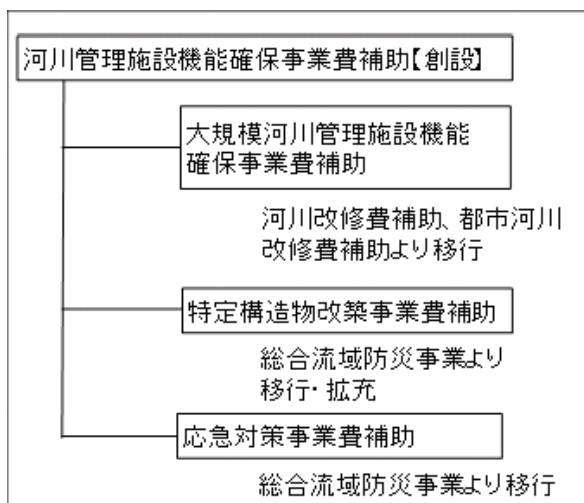 河川管理施設機能確保事業費補助【創設】
大規模河川管理施設機能
確保事業費補助
河川改修費補助、都市河川
改修費補助より移行
特定構造物改築事業費補助
総合流域防災事業より
移行・拡充
応急対策事業費補助
総合流域防災事業より移行